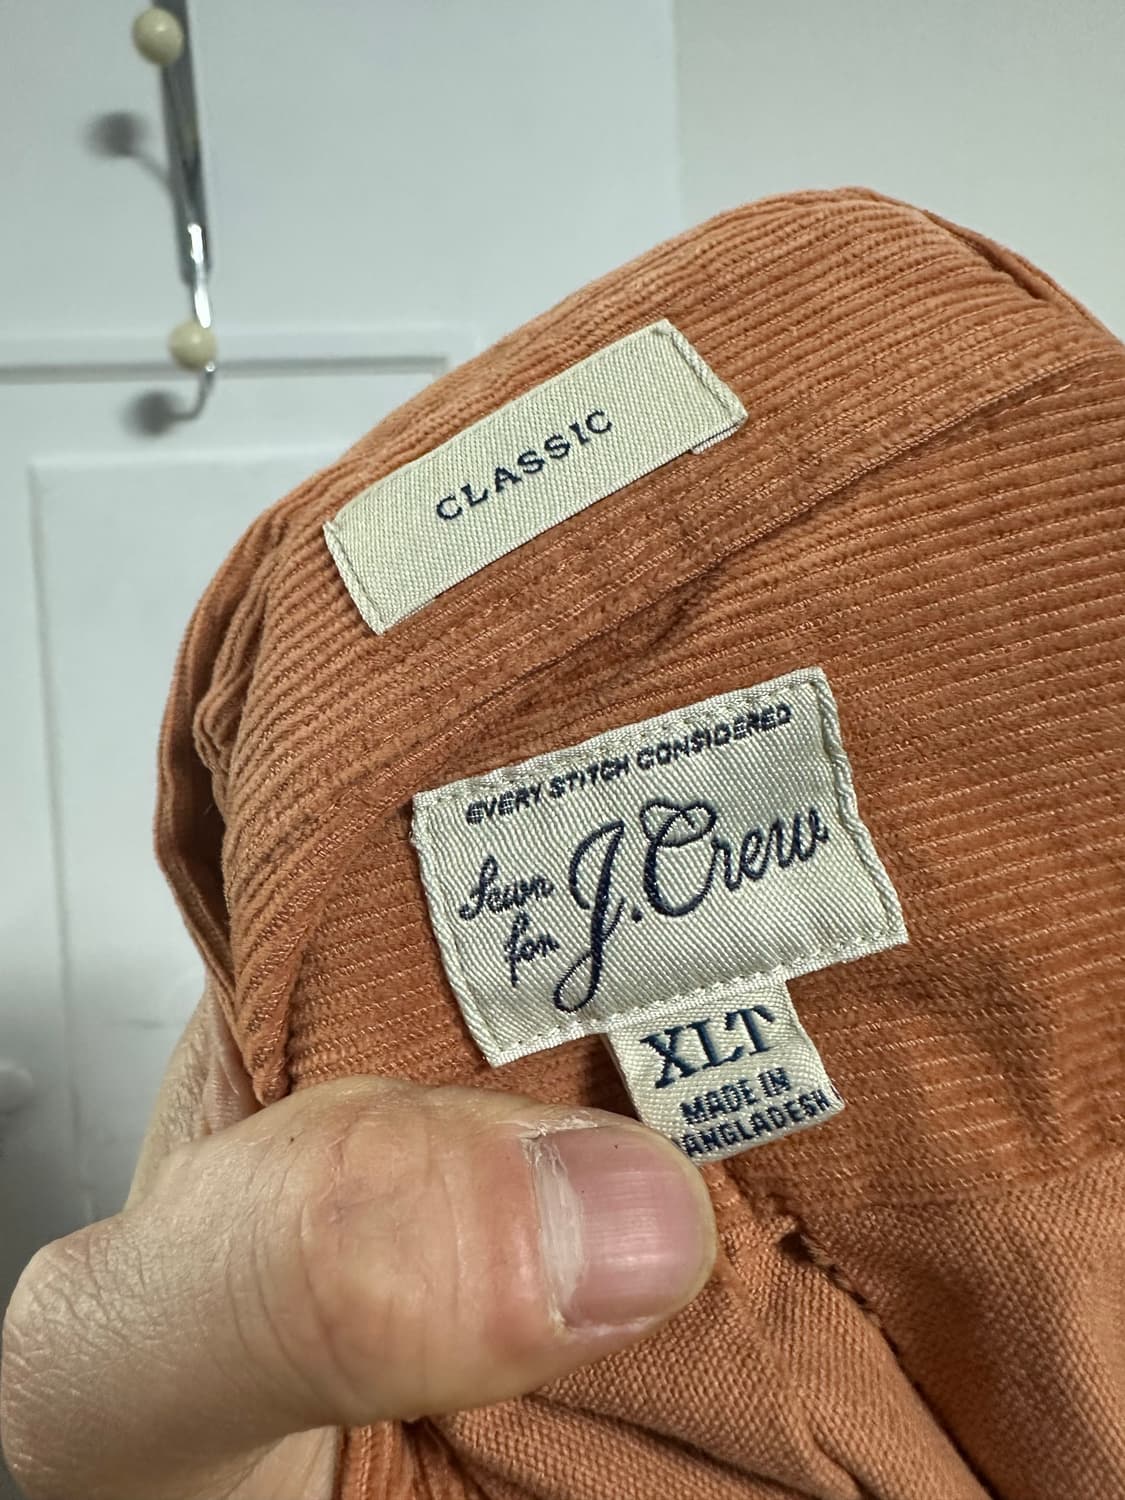 CLASSIC
EVERY STITCH CONSIDERED
Sewn for J.Crew
XLT
MADE IN
BANGLADESH